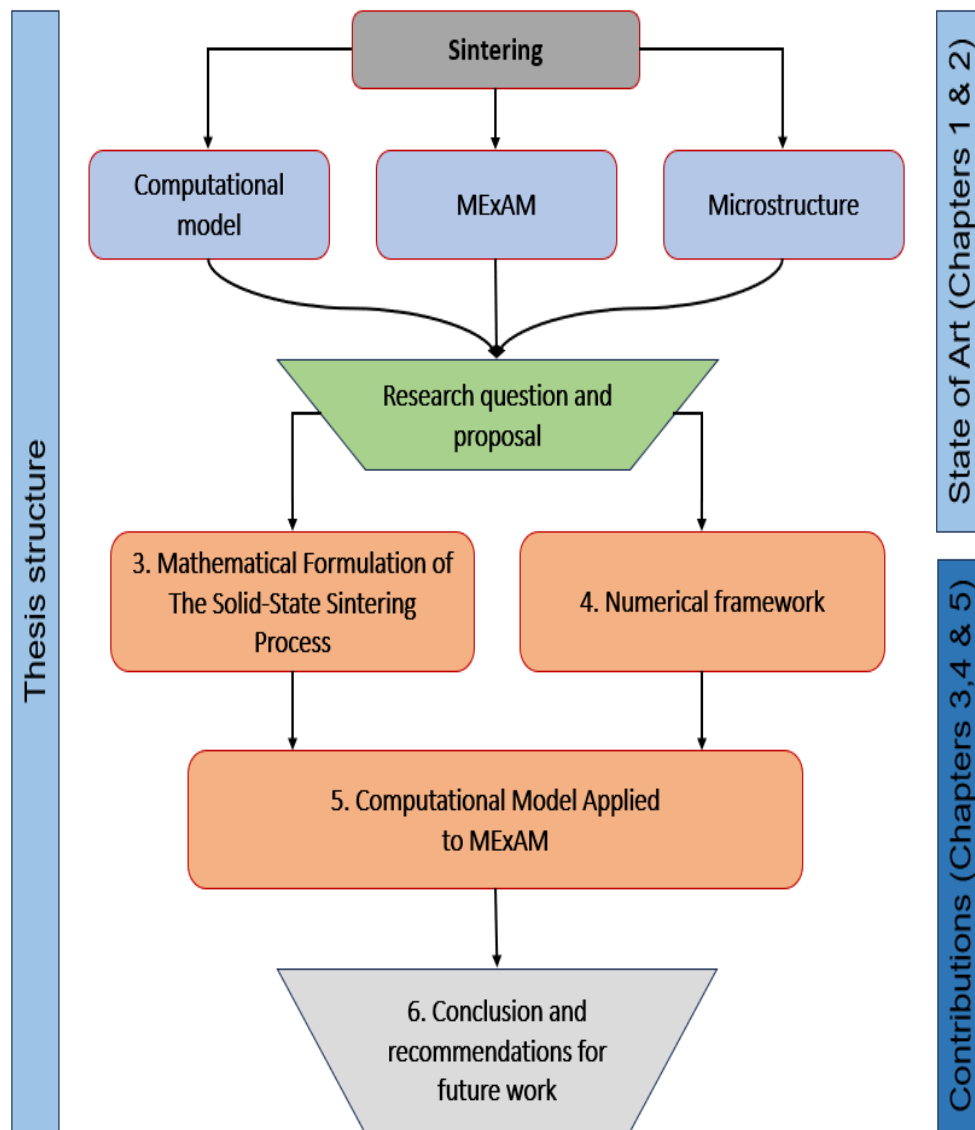 Thesis structure
Sintering
Computational
model
MExAM
Microstructure
State of Art (Chapters 1 & 2)
Research question and
proposal
3. Mathematical Formulation of
The Solid-State Sintering
Process
4. Numerical framework
5. Computational Model Applied
to MExAM
Contributions (Chapters 3,4 & 5)
6. Conclusion and
recommendations for
future work